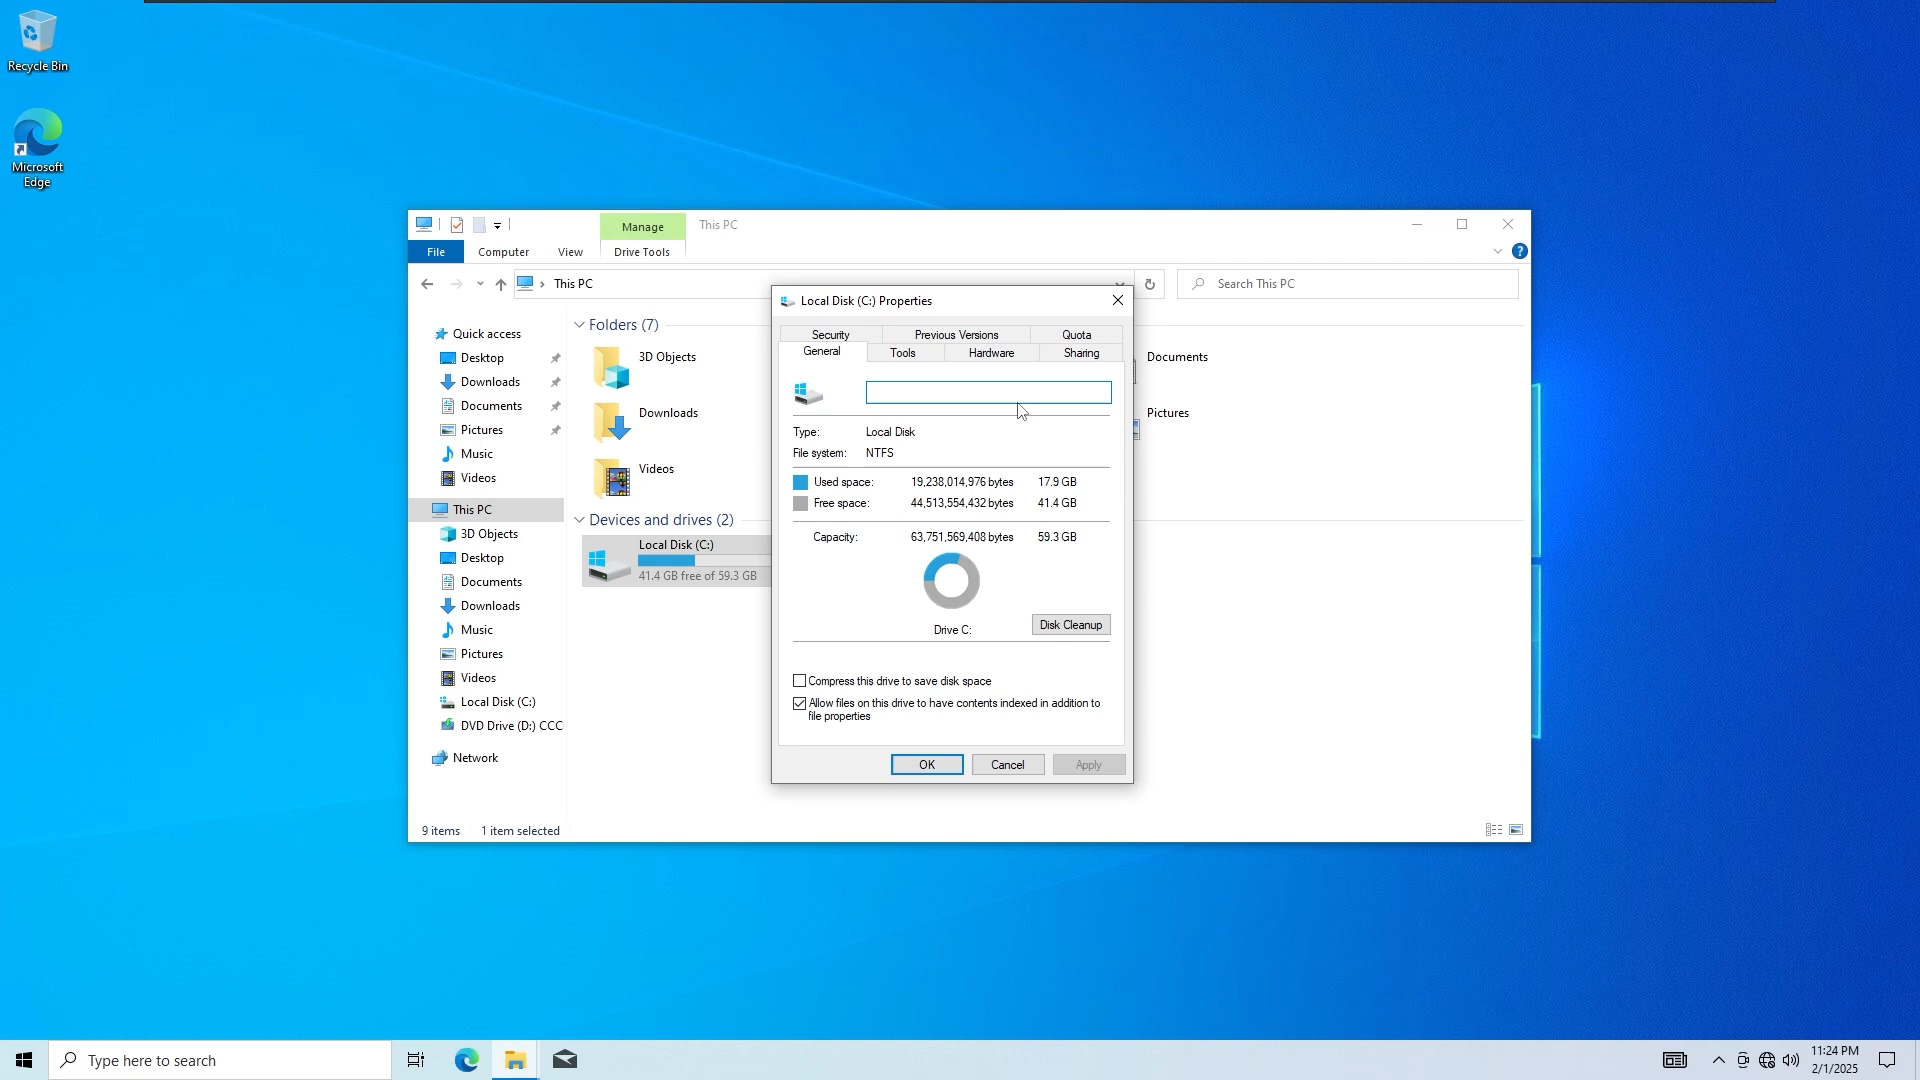 Recycle Bin
Microsoft
Edge
Manage
This PC
File
Computer
View
Drive Tools
?
This PC
Search This PC
Quick access
Desktop
Downloads
Documents
Pictures
Music
Videos
This PC
3D Objects
Desktop
Documents
Downloads
Music
Pictures
Videos
Local Disk (C:)
DVD Drive (D:) CCC
Network
Folders (7)
3D Objects
Documents
Downloads
Pictures
Videos
Devices and drives (2)
Local Disk (C:)
41.4 GB free of 59.3 GB
9 items
1 item selected
Local Disk (C:) Properties
Security
Previous Versions
Quota
General
Tools
Hardware
Sharing
Type: Local Disk
File system: NTFS
Used space: 19,238,014,976 bytes 17.9 GB
Free space: 44,513,554,432 bytes 41.4 GB
Capacity: 63,751,569,408 bytes 59.3 GB
Drive C:
Disk Cleanup
Compress this drive to save disk space
Allow files on this drive to have contents indexed in addition to
file properties
OK
Cancel
Apply
Type here to search
11:24 PM
2/1/2025